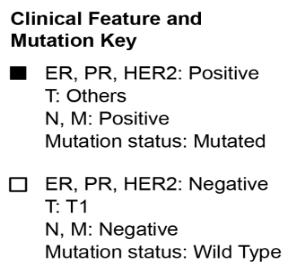 Clinical Feature and
Mutation Key
ER, PR, HER2: Positive
T: Others
N, M: Positive
Mutation status: Mutated
ER, PR, HER2: Negative
T: T1
N, M: Negative
Mutation status: Wild Type